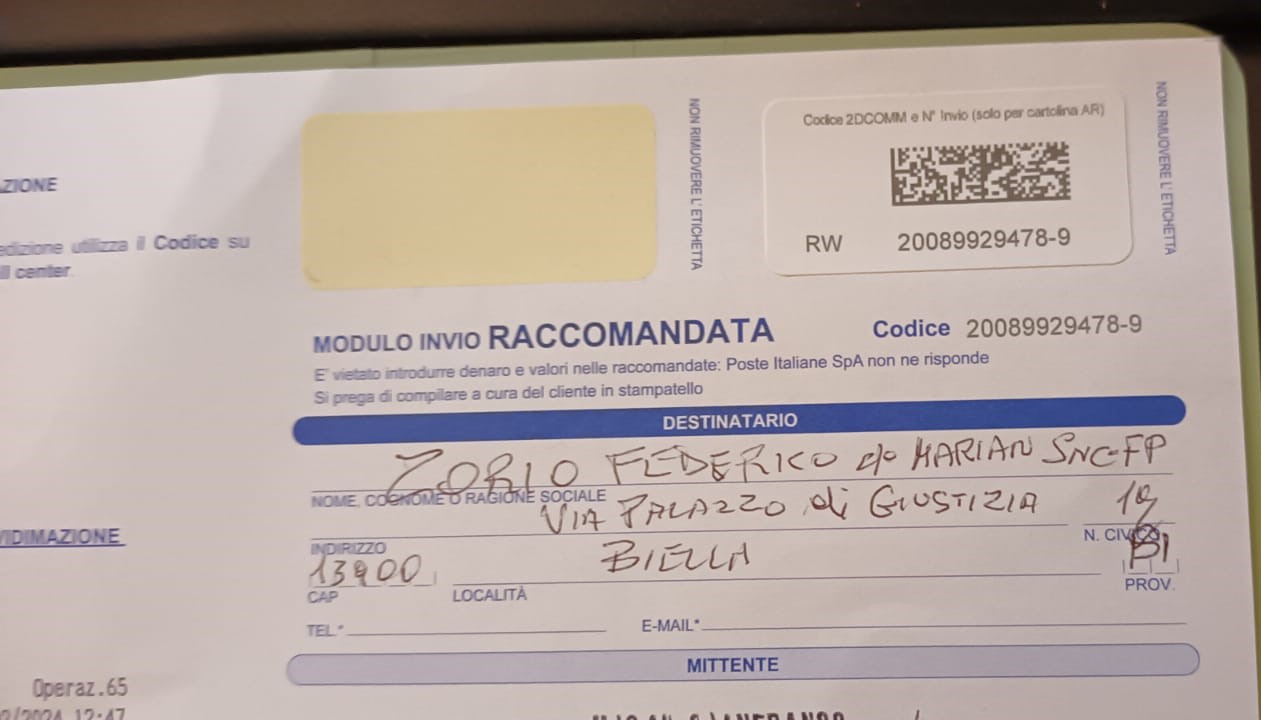 ZIONE
edizione utilizza il Codice su
ll center.
VIDIMAZIONE
Operaz.65
/2024 12:47
NON RIMUOVERE L'ETICHETTA
Codice 2DCOMM e N° Invio (solo per cartolina AR)
RW 20089929478-9
NON RIMUOVERE L'ETICHETTA
MODULO INVIO RACCOMANDATA Codice 20089929478-9
E' vietato introdurre denaro e valori nelle raccomandate: Poste Italiane SpA non ne risponde
Si prega di compilare a cura del cliente in stampatello
DESTINATARIO
ZORIO FEDERICO c/o MARIAN SNC-FP
NOME, COGNOME O RAGIONE SOCIALE
VIA PALAZZO di GIUSTIZIA
INDIRIZZO N. CIVICO
13900 BIELLA BI
CAP LOCALITÀ PROV.
TEL.* E-MAIL*
MITTENTE